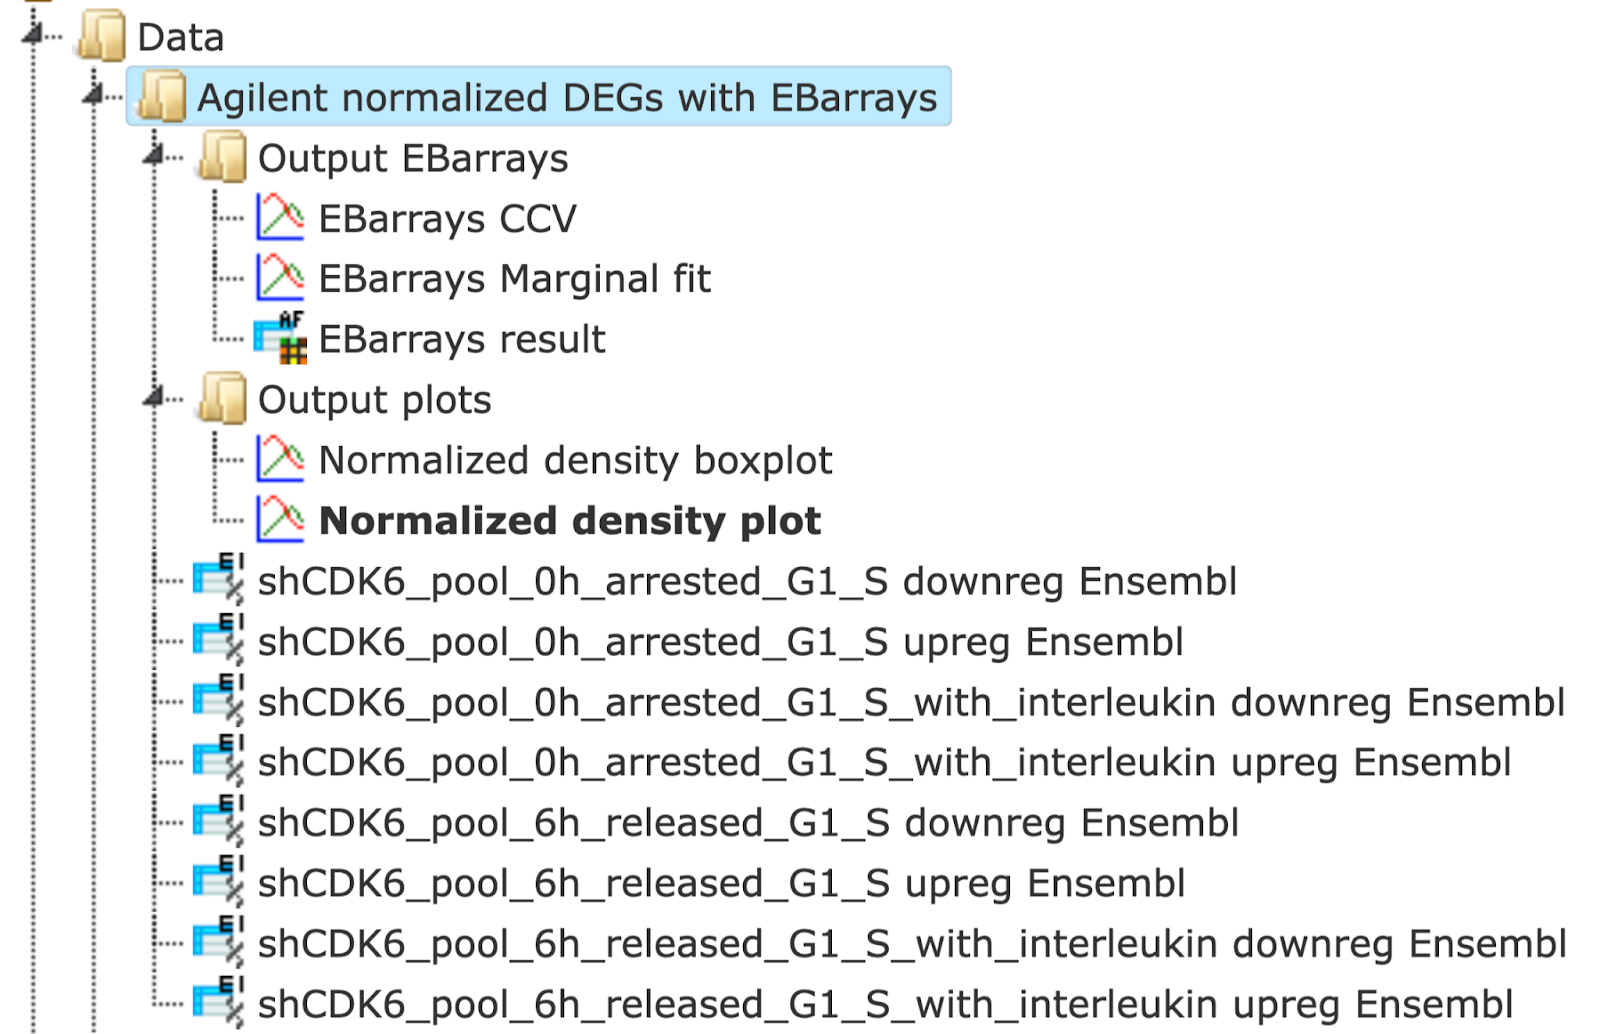 Data
Agilent normalized DEGs with EBarrays
Output EBarrays
EBarrays CCV
EBarrays Marginal fit
AF
EBarrays result
Output plots
Normalized density boxplot
Normalized density plot
shCDK6_pool_0h_arrested_G1_S downreg Ensembl
shCDK6_pool_0h_arrested_G1_S upreg Ensembl
shCDK6_pool_0h_arrested_G1_S_with_interleukin downreg Ensembl
shCDK6_pool_0h_arrested_G1_S_with_interleukin upreg Ensembl
shCDK6_pool_6h_released_G1_S downreg Ensembl
shCDK6_pool_6h_released_G1_S upreg Ensembl
shCDK6_pool_6h_released_G1_S_with_interleukin downreg Ensembl
shCDK6_pool_6h_released_G1_S_with_interleukin upreg Ensembl